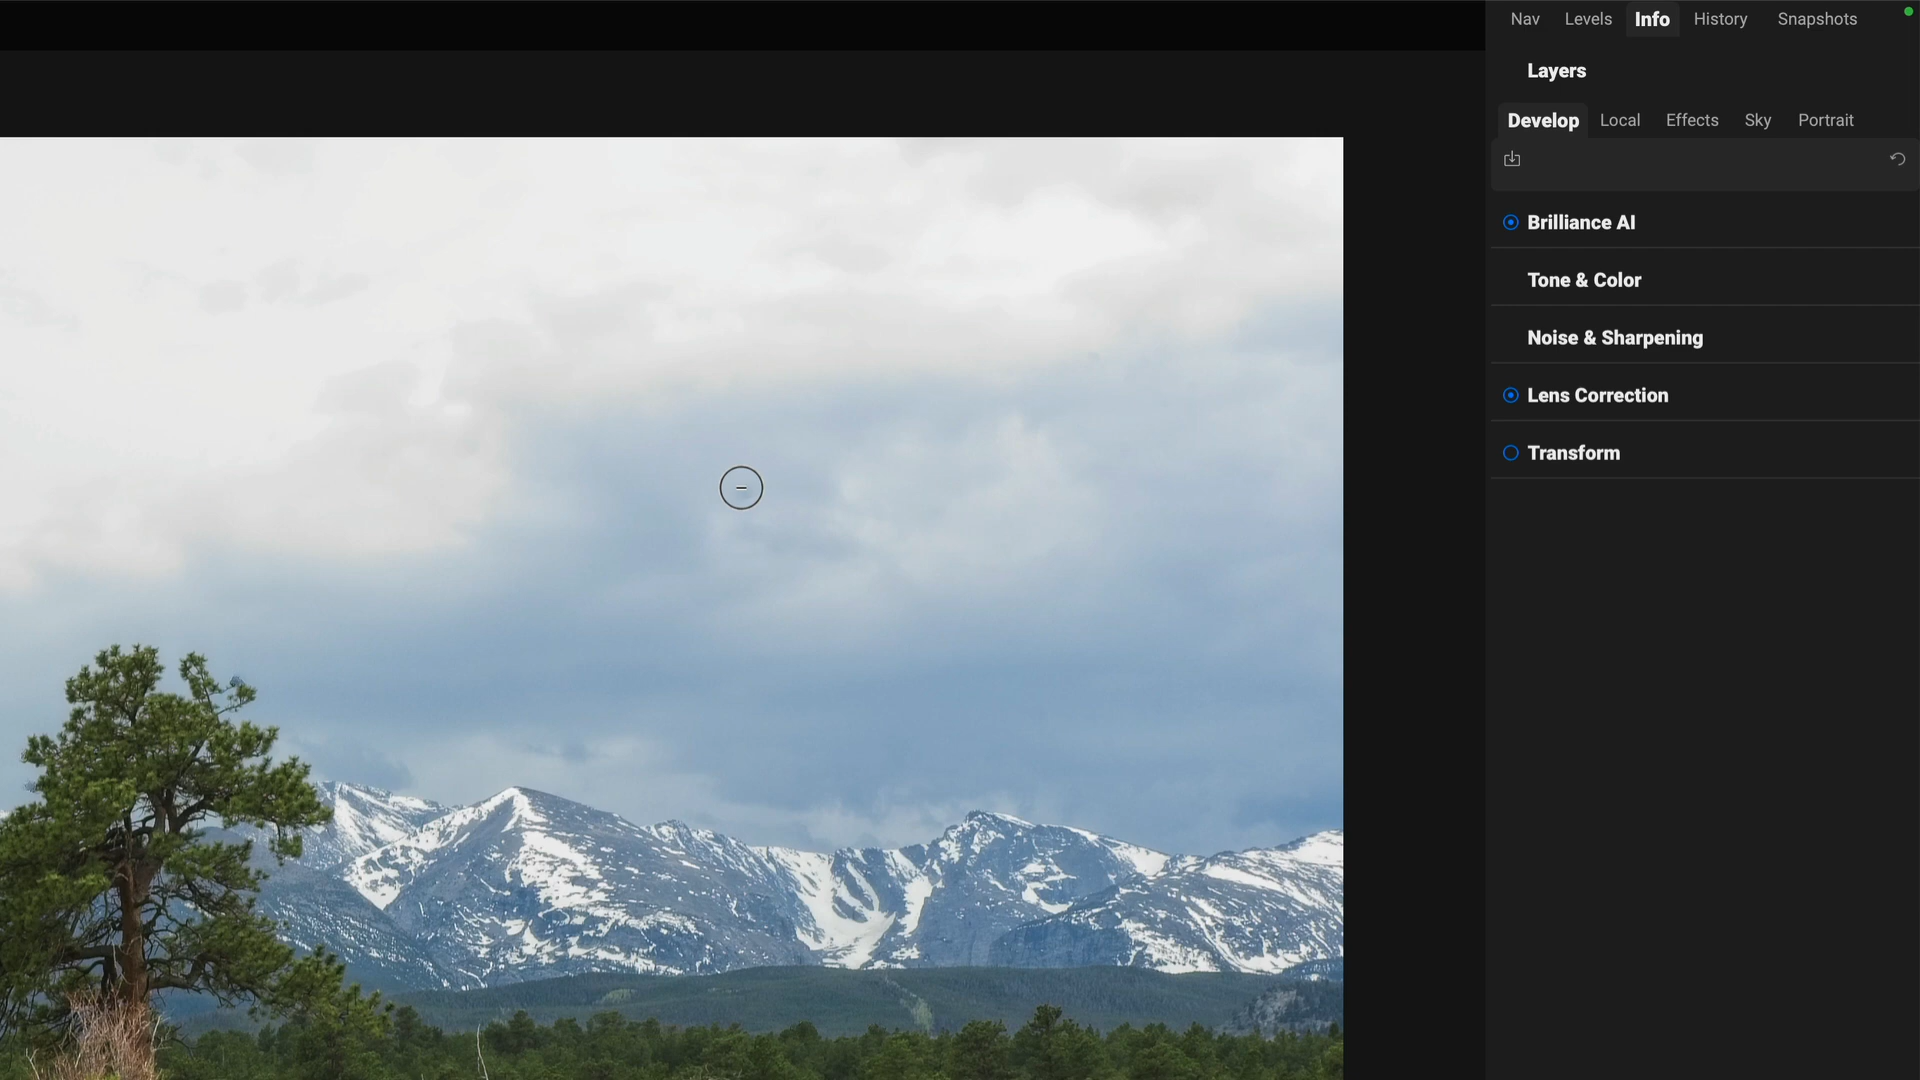 Nav Levels Info History Snapshots
Layers
Develop Local Effects Sky Portrait
Brilliance AI
Tone & Color
Noise & Sharpening
Lens Correction
Transform